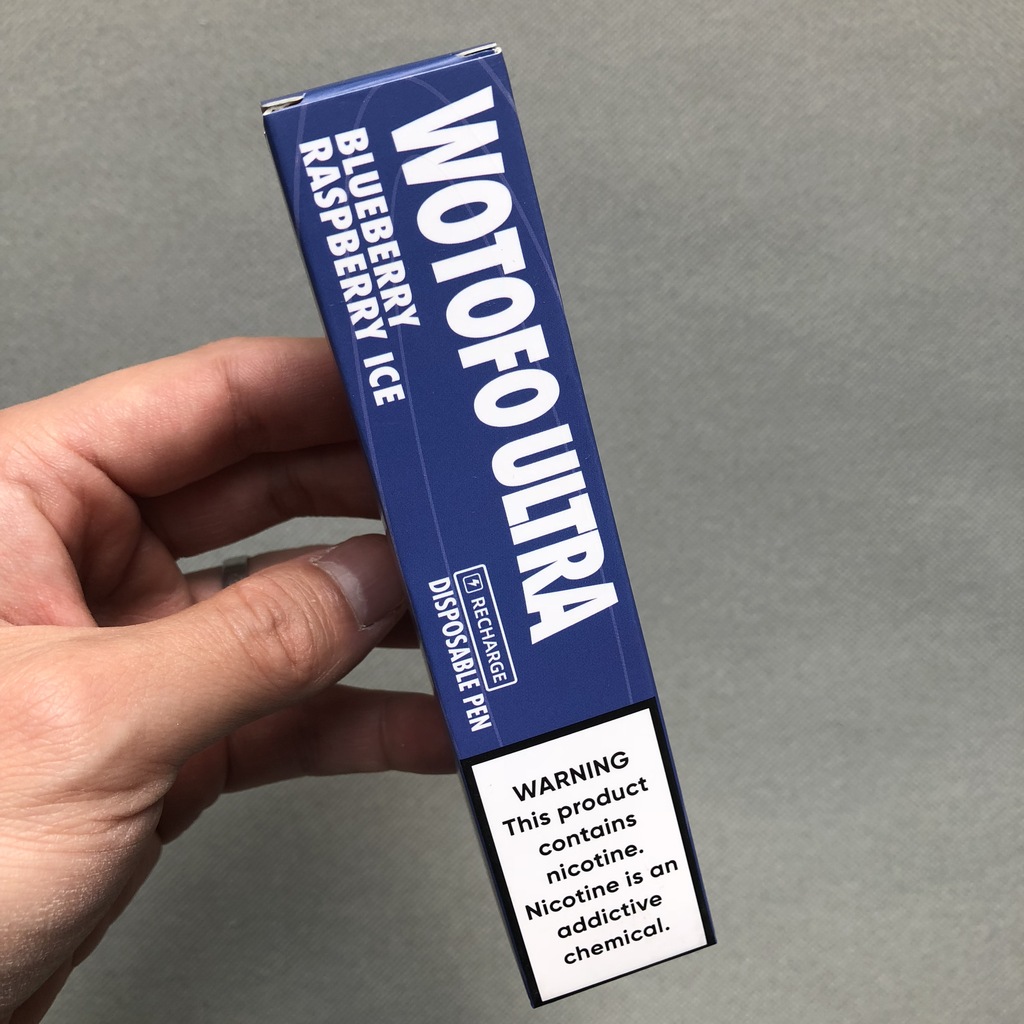 WOTOFO ULTRA
BLUEBERRY
RASPBERRY ICE
RECHARGE
DISPOSABLE PEN
WARNING
This product
contains
nicotine.
Nicotine is an
addictive
chemical.